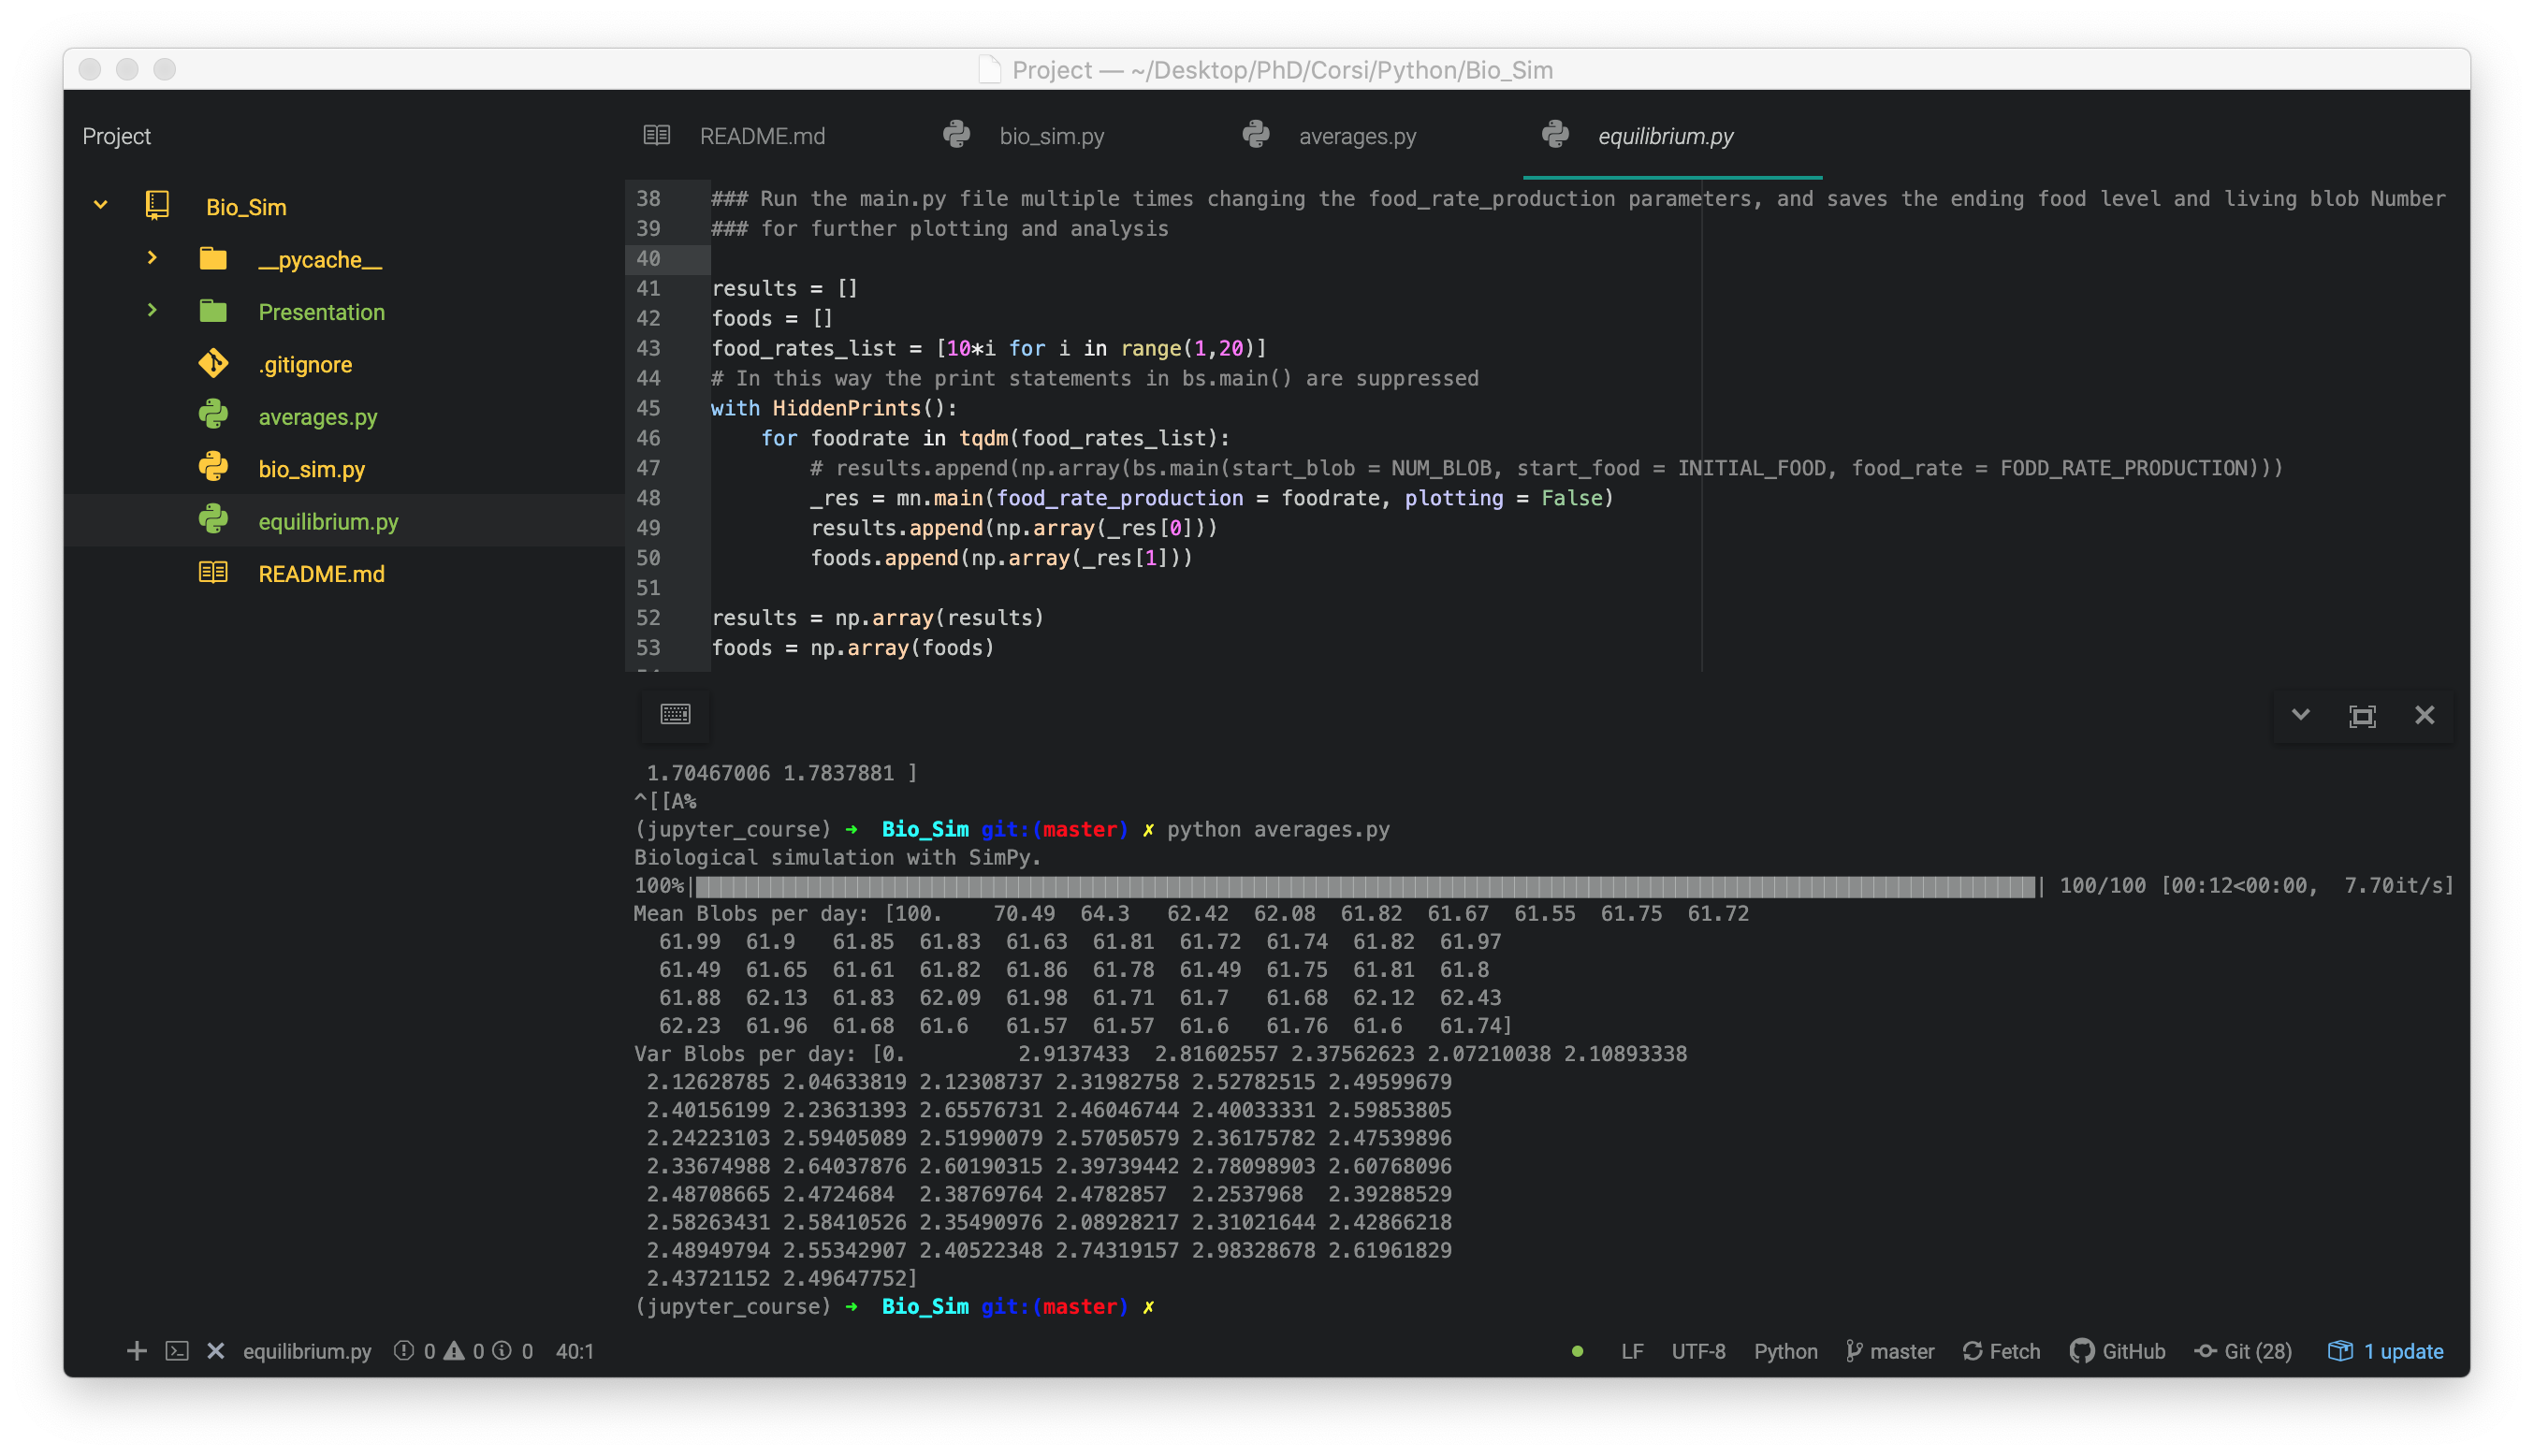 Project — ~/Desktop/PhD/Corsi/Python/Bio_Sim
Project
Bio_Sim
__pycache__
Presentation
.gitignore
averages.py
bio_sim.py
equilibrium.py
README.md
README.md bio_sim.py averages.py equilibrium.py
38 ### Run the main.py file multiple times changing the food_rate_production parameters, and saves the ending food level and living blob Number
39 ### for further plotting and analysis
40
41 results = []
42 foods = []
43 food_rates_list = [10*i for i in range(1,20)]
44 # In this way the print statements in bs.main() are suppressed
45 with HiddenPrints():
46     for foodrate in tqdm(food_rates_list):
47         # results.append(np.array(bs.main(start_blob = NUM_BLOB, start_food = INITIAL_FOOD, food_rate = FODD_RATE_PRODUCTION)))
48         _res = mn.main(food_rate_production = foodrate, plotting = False)
49         results.append(np.array(_res[0]))
50         foods.append(np.array(_res[1]))
51
52 results = np.array(results)
53 foods = np.array(foods)
1.70467006 1.7837881 ]
^[[A%
(jupyter_course) ➜ Bio_Sim git:(master) ✗ python averages.py
Biological simulation with SimPy.
100%| | 100/100 [00:12<00:00, 7.70it/s]
Mean Blobs per day: [100. 70.49 64.3 62.42 62.08 61.82 61.67 61.55 61.75 61.72
61.99 61.9 61.85 61.83 61.63 61.81 61.72 61.74 61.82 61.97
61.49 61.65 61.61 61.82 61.86 61.78 61.49 61.75 61.81 61.8
61.88 62.13 61.83 62.09 61.98 61.71 61.7 61.68 62.12 62.43
62.23 61.96 61.68 61.6 61.57 61.57 61.6 61.76 61.6 61.74]
Var Blobs per day: [0. 2.9137433 2.81602557 2.37562623 2.07210038 2.10893338
2.12628785 2.04633819 2.12308737 2.31982758 2.52782515 2.49599679
2.40156199 2.23631393 2.65576731 2.46046744 2.40033331 2.59853805
2.24223103 2.59405089 2.51990079 2.57050579 2.36175782 2.47539896
2.33674988 2.64037876 2.60190315 2.39739442 2.78098903 2.60768096
2.48708665 2.4724684 2.38769764 2.4782857 2.2537968 2.39288529
2.58263431 2.58410526 2.35490976 2.08928217 2.31021644 2.42866218
2.48949794 2.55342907 2.40522348 2.74319157 2.98328678 2.61961829
2.43721152 2.49647752]
(jupyter_course) ➜ Bio_Sim git:(master) ✗
equilibrium.py 0 0 0 40:1 LF UTF-8 Python master Fetch GitHub Git (28) 1 update